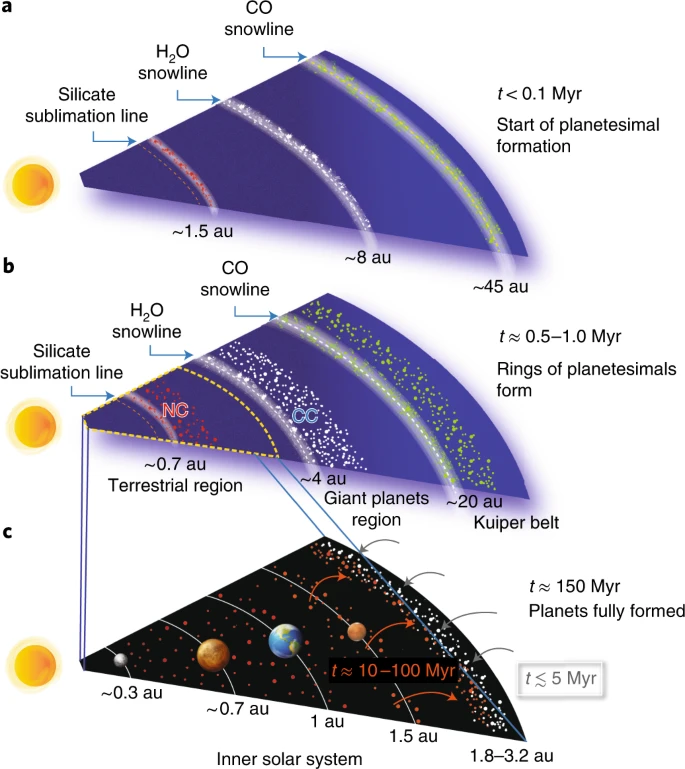 a
CO
snowline
H₂O
snowline
Silicate
sublimation line
t < 0.1 Myr
Start of planetesimal
formation
~1.5 au
~8 au
~45 au
b
CO
snowline
H₂O
snowline
Silicate
sublimation line
t ≈ 0.5–1.0 Myr
Rings of planetesimals
form
NC
CC
~0.7 au
Terrestrial region
~4 au
Giant planets
region
~20 au
Kuiper belt
c
t ≈ 150 Myr
Planets fully formed
t ≈ 10–100 Myr
t ≲ 5 Myr
~0.3 au
~0.7 au
1 au
1.5 au
1.8–3.2 au
Inner solar system